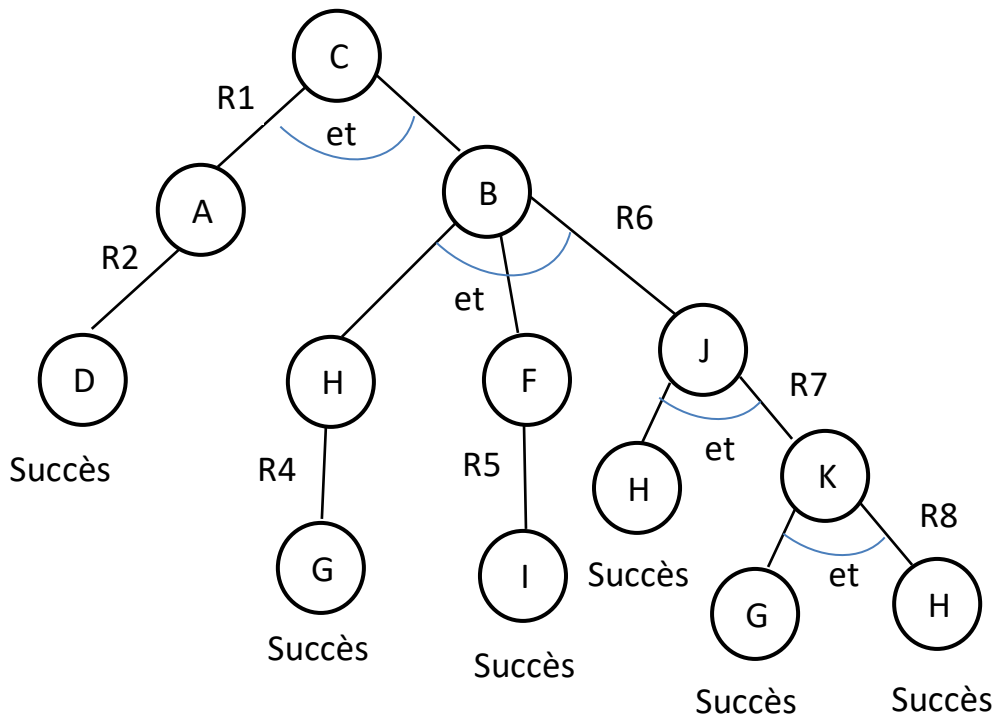 C
R1
et
A
B
R6
R2
et
D
H
F
J
R7
Succès
R4
R5
et
H
K
R8
G
I
Succès
et
G
H
Succès
Succès
Succès
Succès